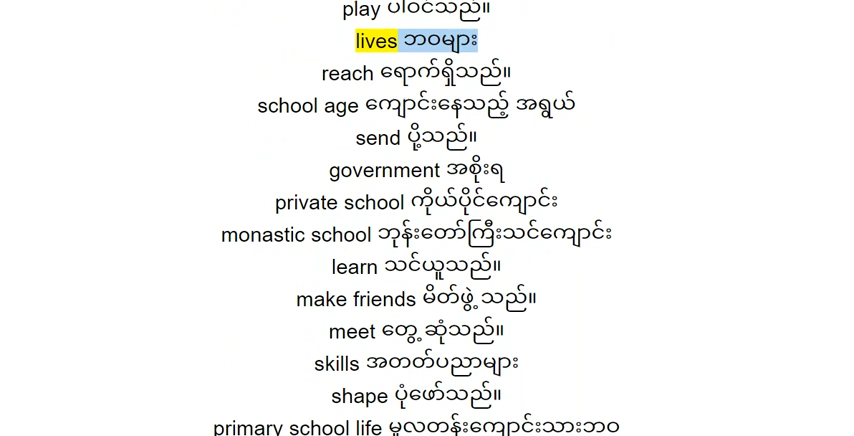 play ပါဝင်သည်။
lives ဘဝများ
reach ရောက်ရှိသည်။
school age ကျောင်းနေသည့် အရွယ်
send ပို့သည်။
government အစိုးရ
private school ကိုယ်ပိုင်ကျောင်း
monastic school ဘုန်းတော်ကြီးသင်ကျောင်း
learn သင်ယူသည်။
make friends မိတ်ဖွဲ့သည်။
meet တွေ့ဆုံသည်။
skills အတတ်ပညာများ
shape ပုံဖော်သည်။
primary school life မူလတန်းကျောင်းသားဘဝ